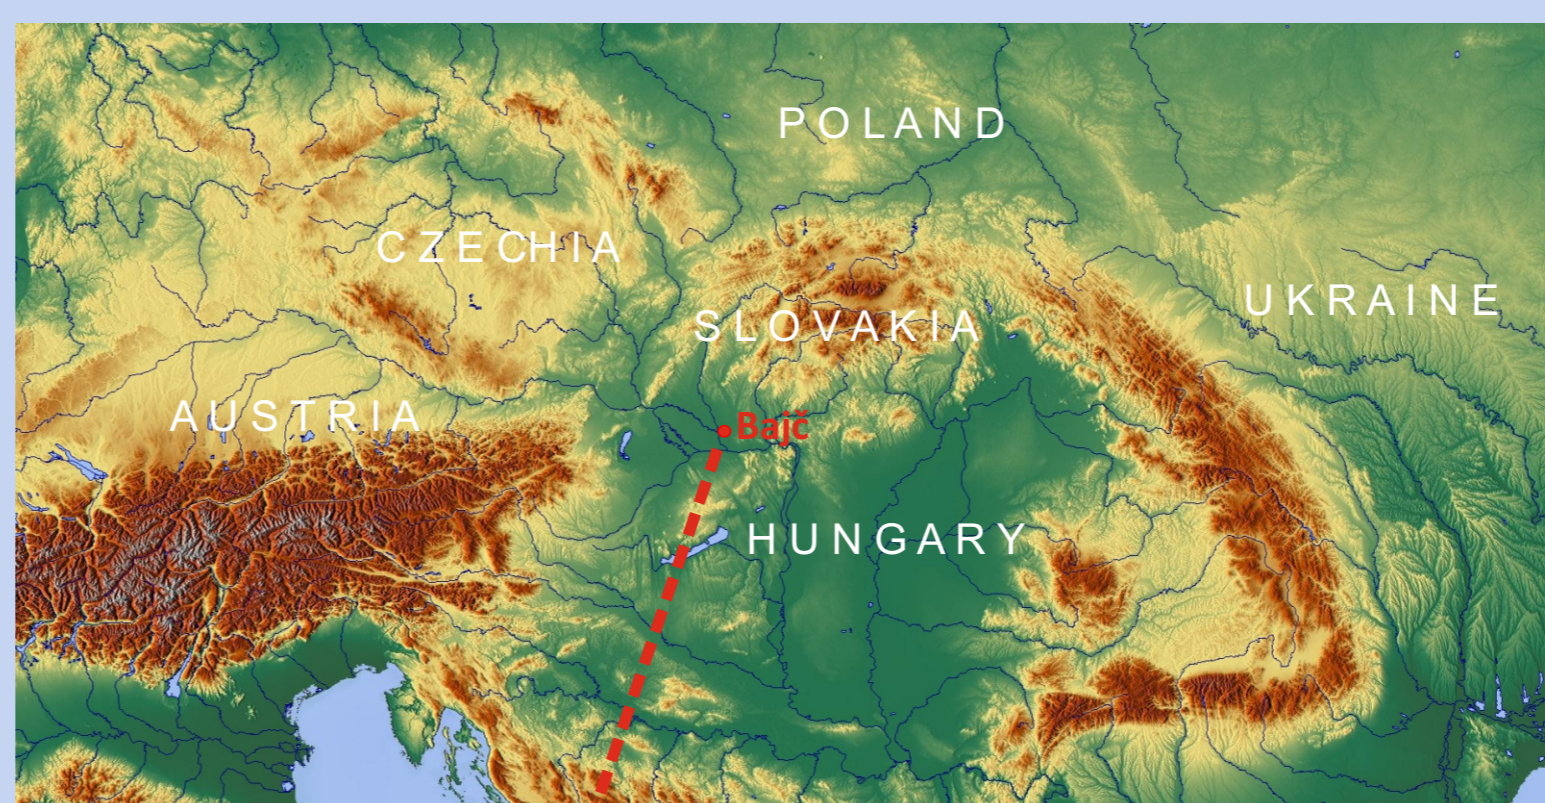 POLAND
CZECHIA
UKRAINE
SLOVAKIA
AUSTRIA
Bajč
HUNGARY